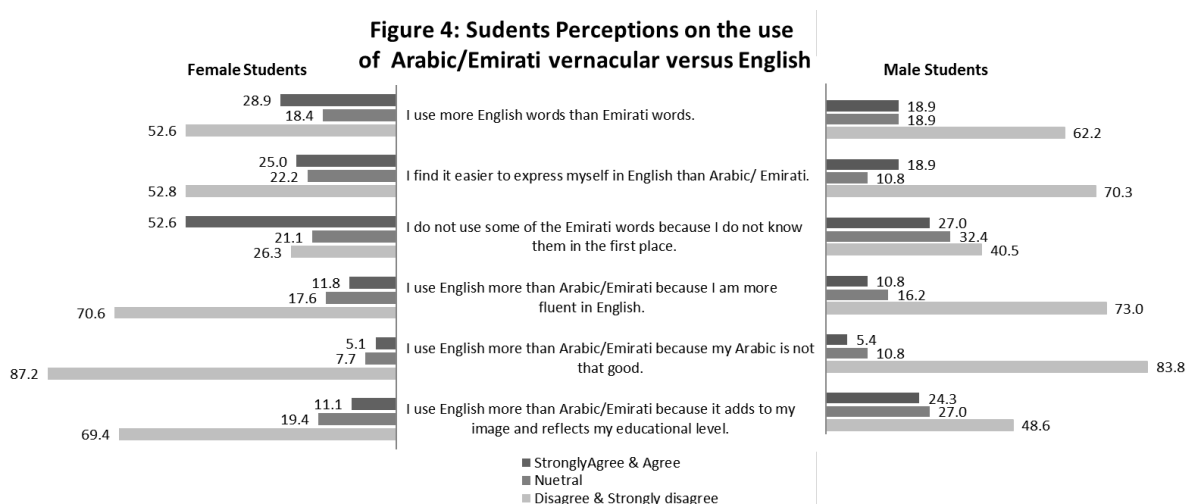 Figure 4: Sudents Perceptions on the use
of Arabic/Emirati vernacular versus English
Female Students
Male Students
28.9
18.4
52.6
I use more English words than Emirati words.
18.9
18.9
62.2
25.0
22.2
52.8
I find it easier to express myself in English than Arabic/ Emirati.
18.9
10.8
70.3
52.6
21.1
26.3
I do not use some of the Emirati words because I do not know
them in the first place.
27.0
32.4
40.5
11.8
17.6
70.6
I use English more than Arabic/Emirati because I am more
fluent in English.
10.8
16.2
73.0
5.1
7.7
87.2
I use English more than Arabic/Emirati because my Arabic is not
that good.
5.4
10.8
83.8
11.1
19.4
69.4
I use English more than Arabic/Emirati because it adds to my
image and reflects my educational level.
24.3
27.0
48.6
StronglyAgree & Agree
Nuetral
Disagree & Strongly disagree